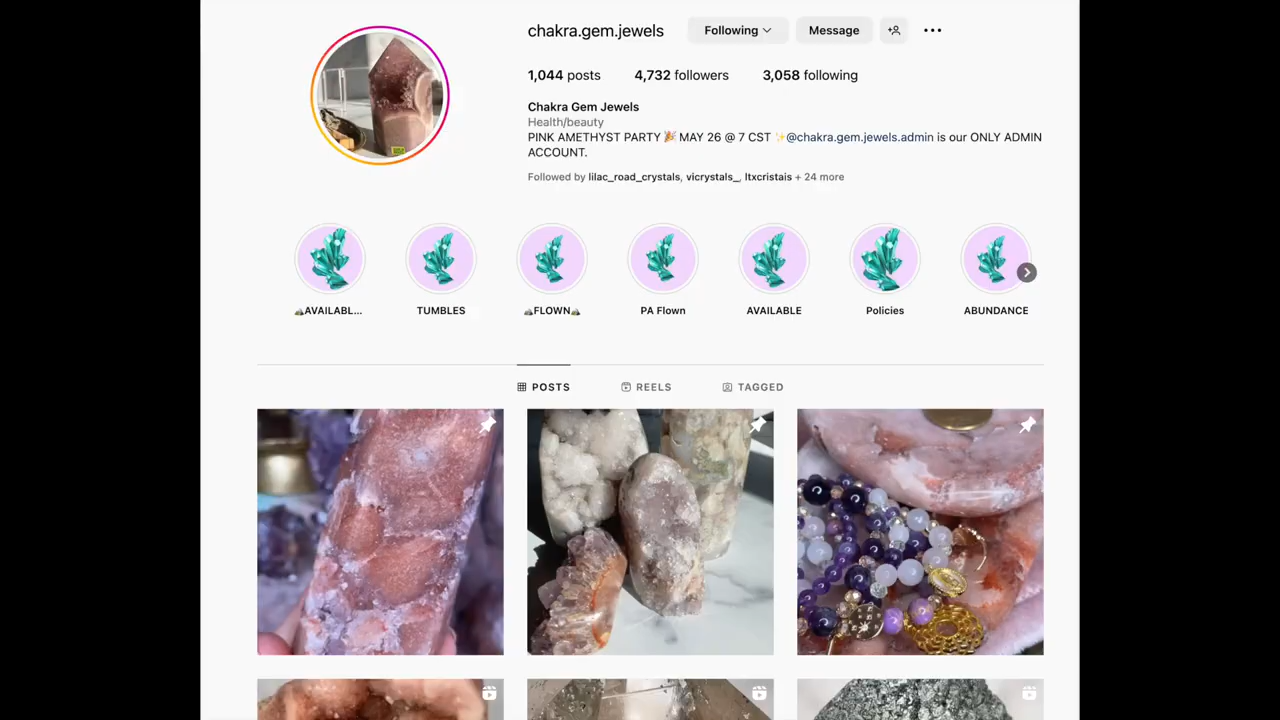 chakra.gem.jewels Following Message
1,044 posts 4,732 followers 3,058 following
Chakra Gem Jewels
Health/beauty
PINK AMETHYST PARTY 🎉 MAY 26 @ 7 CST ✨@chakra.gem.jewels.admin is our ONLY ADMIN
ACCOUNT.
Followed by lilac_road_crystals, vicrystals_, ltxcristais + 24 more
⛰️AVAILABL... TUMBLES ⛰️FLOWN⛰️ PA Flown AVAILABLE Policies ABUNDANCE
POSTS REELS TAGGED